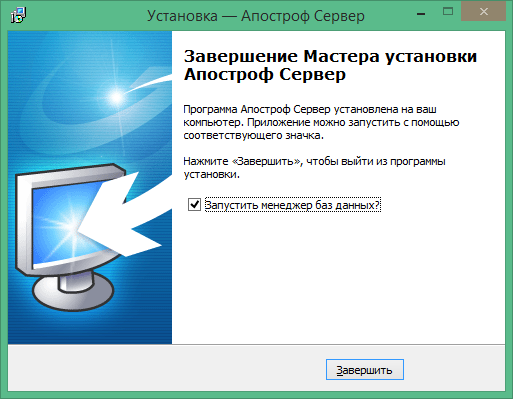 Установка — Апостроф Сервер
Завершение Мастера установки
Апостроф Сервер
Программа Апостроф Сервер установлена на ваш
компьютер. Приложение можно запустить с помощью
соответствующего значка.
Нажмите «Завершить», чтобы выйти из программы
установки.
Запустить менеджер баз данных?
Завершить